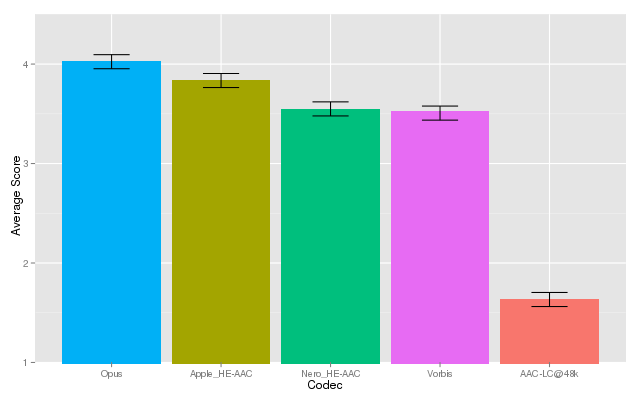 Average Score
4
3
2
1
Opus
Apple_HE-AAC
Nero_HE-AAC
Vorbis
AAC-LC@48k
Codec